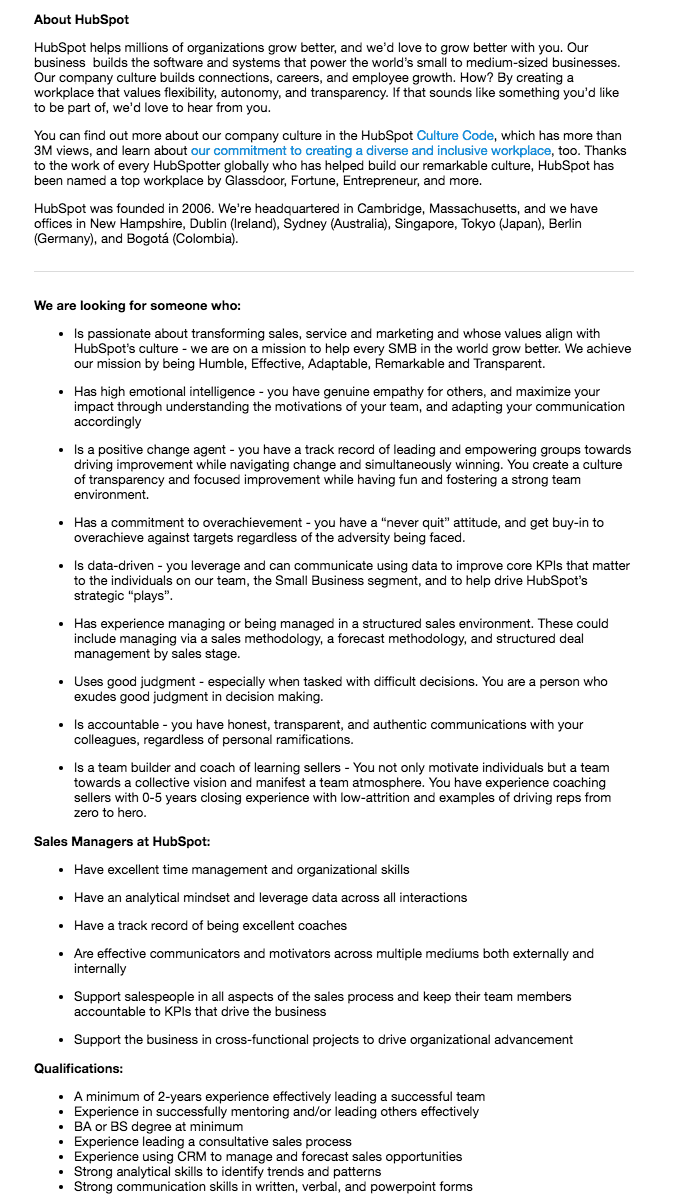 About HubSpot
HubSpot helps millions of organizations grow better, and we'd love to grow better with you. Our
business  builds the software and systems that power the world's small to medium-sized businesses.
Our company culture builds connections, careers, and employee growth. How? By creating a
workplace that values flexibility, autonomy, and transparency. If that sounds like something you'd like
to be part of, we'd love to hear from you.
You can find out more about our company culture in the HubSpot Culture Code, which has more than
3M views, and learn about our commitment to creating a diverse and inclusive workplace, too. Thanks
to the work of every HubSpotter globally who has helped build our remarkable culture, HubSpot has
been named a top workplace by Glassdoor, Fortune, Entrepreneur, and more.
HubSpot was founded in 2006. We're headquartered in Cambridge, Massachusetts, and we have
offices in New Hampshire, Dublin (Ireland), Sydney (Australia), Singapore, Tokyo (Japan), Berlin
(Germany), and Bogotá (Colombia).
We are looking for someone who:
• Is passionate about transforming sales, service and marketing and whose values align with
HubSpot's culture - we are on a mission to help every SMB in the world grow better. We achieve
our mission by being Humble, Effective, Adaptable, Remarkable and Transparent.
• Has high emotional intelligence - you have genuine empathy for others, and maximize your
impact through understanding the motivations of your team, and adapting your communication
accordingly
• Is a positive change agent - you have a track record of leading and empowering groups towards
driving improvement while navigating change and simultaneously winning. You create a culture
of transparency and focused improvement while having fun and fostering a strong team
environment.
• Has a commitment to overachievement - you have a "never quit" attitude, and get buy-in to
overachieve against targets regardless of the adversity being faced.
• Is data-driven - you leverage and can communicate using data to improve core KPIs that matter
to the individuals on our team, the Small Business segment, and to help drive HubSpot's
strategic "plays".
• Has experience managing or being managed in a structured sales environment. These could
include managing via a sales methodology, a forecast methodology, and structured deal
management by sales stage.
• Uses good judgment - especially when tasked with difficult decisions. You are a person who
exudes good judgment in decision making.
• Is accountable - you have honest, transparent, and authentic communications with your
colleagues, regardless of personal ramifications.
• Is a team builder and coach of learning sellers - You not only motivate individuals but a team
towards a collective vision and manifest a team atmosphere. You have experience coaching
sellers with 0-5 years closing experience with low-attrition and examples of driving reps from
zero to hero.
Sales Managers at HubSpot:
• Have excellent time management and organizational skills
• Have an analytical mindset and leverage data across all interactions
• Have a track record of being excellent coaches
• Are effective communicators and motivators across multiple mediums both externally and
internally
• Support salespeople in all aspects of the sales process and keep their team members
accountable to KPIs that drive the business
• Support the business in cross-functional projects to drive organizational advancement
Qualifications:
• A minimum of 2-years experience effectively leading a successful team
• Experience in successfully mentoring and/or leading others effectively
• BA or BS degree at minimum
• Experience leading a consultative sales process
• Experience using CRM to manage and forecast sales opportunities
• Strong analytical skills to identify trends and patterns
• Strong communication skills in written, verbal, and powerpoint forms